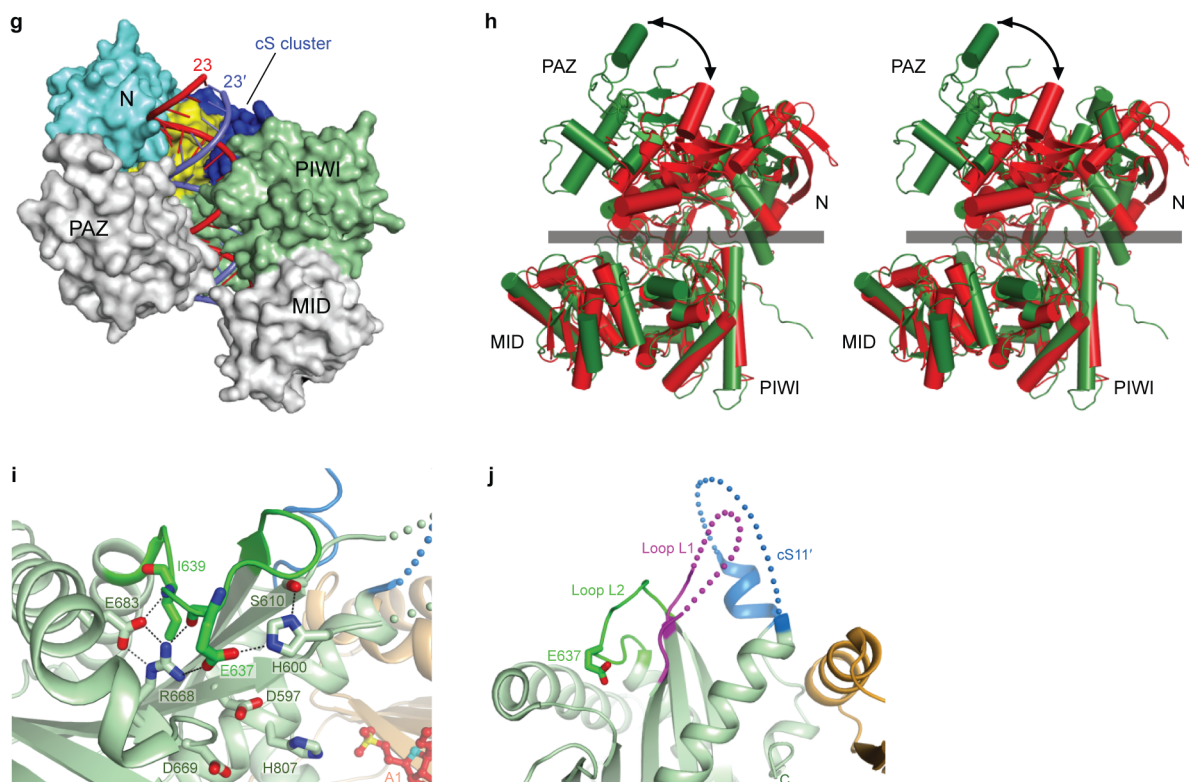 g
cS cluster
23
23′
N
PIWI
PAZ
MID
h
PAZ
N
MID
PIWI
PAZ
N
MID
PIWI
i
I639
E683
S610
E637
H600
R668
D597
D669
H807
A1
j
Loop L1
cS11′
Loop L2
E637
C